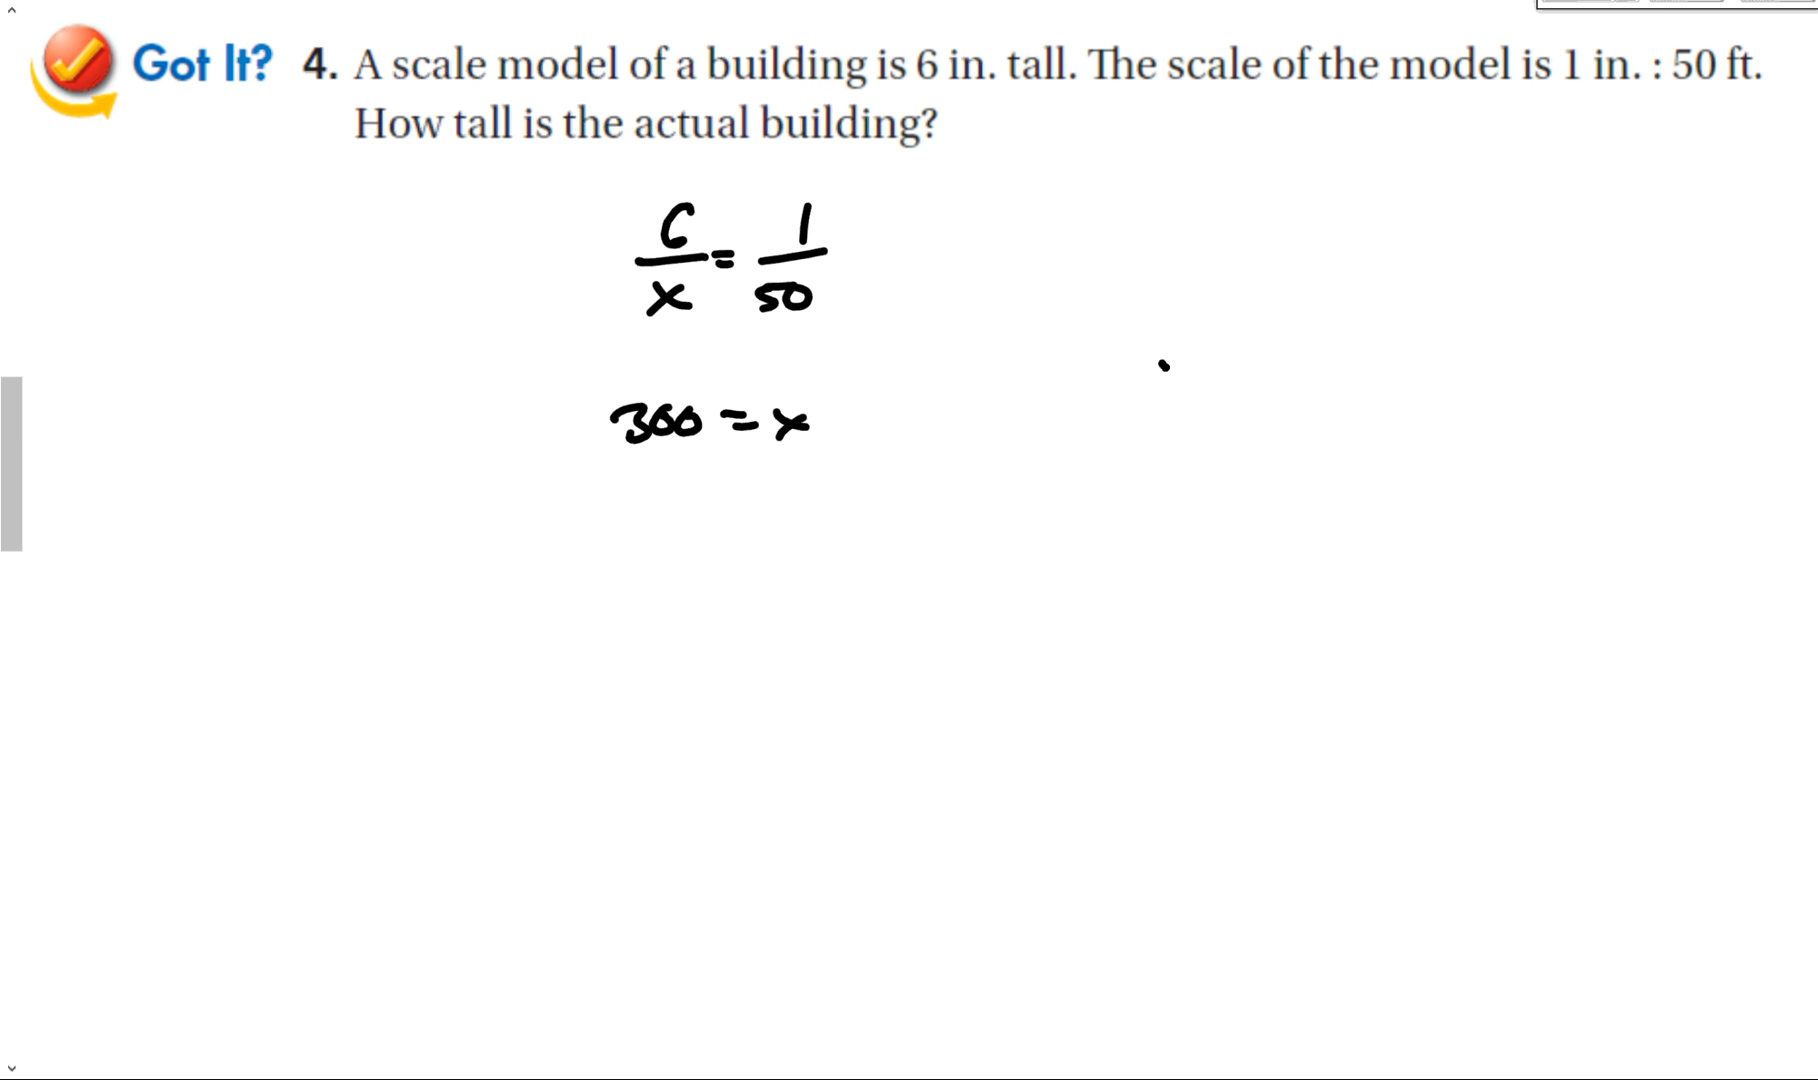 Got It? 4. A scale model of a building is 6 in. tall. The scale of the model is 1 in. : 50 ft.
How tall is the actual building?
6/x = 1/50
300 = x